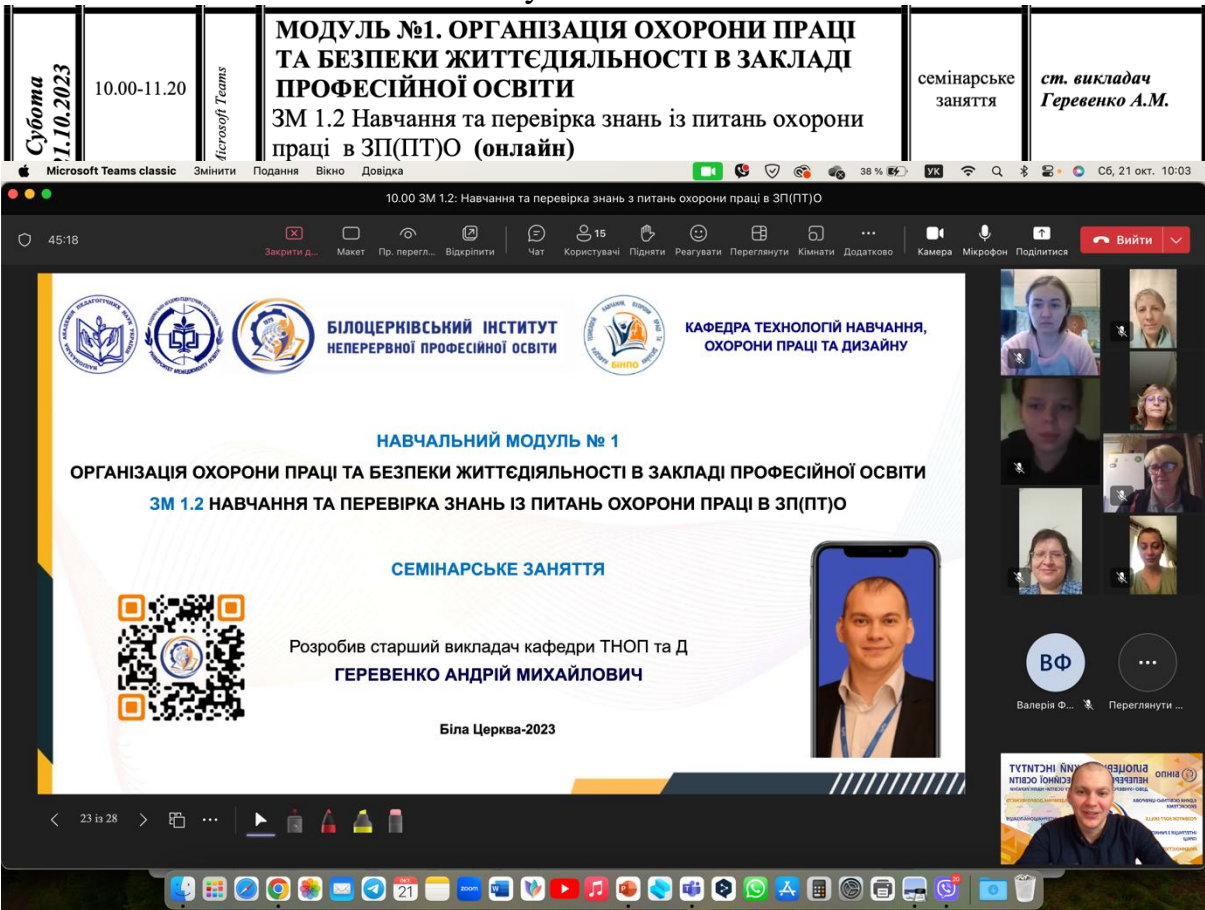 МОДУЛЬ №1. ОРГАНІЗАЦІЯ ОХОРОНИ ПРАЦІ
ТА БЕЗПЕКИ ЖИТТЄДІЯЛЬНОСТІ В ЗАКЛАДІ
ПРОФЕСІЙНОЇ ОСВІТИ
ЗМ 1.2 Навчання та перевірка знань із питань охорони
праці в ЗП(ПТ)О (онлайн)
Субота
1.10.2023
10.00-11.20
Microsoft Teams
семінарське
заняття
ст. викладач
Геревенко А.М.
Microsoft Teams classic Змінити Подання Вікно Довідка 38 % УК Сб, 21 окт. 10:03
10.00 ЗМ 1.2: Навчання та перевірка знань з питань охорони праці в ЗП(ПТ)О
45:18
15
Закрити д... Макет Пр. перегл... Відкріпити Чат Користувачі Підняти Реагувати Переглянути Кімнати Додатково Камера Мікрофон Поділитися Вийти
БІЛОЦЕРКІВСЬКИЙ ІНСТИТУТ
НЕПЕРЕРВНОЇ ПРОФЕСІЙНОЇ ОСВІТИ
БІНПО
КАФЕДРА ТЕХНОЛОГІЙ НАВЧАННЯ,
ОХОРОНИ ПРАЦІ ТА ДИЗАЙНУ
НАВЧАЛЬНИЙ МОДУЛЬ № 1
ОРГАНІЗАЦІЯ ОХОРОНИ ПРАЦІ ТА БЕЗПЕКИ ЖИТТЄДІЯЛЬНОСТІ В ЗАКЛАДІ ПРОФЕСІЙНОЇ ОСВІТИ
ЗМ 1.2 НАВЧАННЯ ТА ПЕРЕВІРКА ЗНАНЬ ІЗ ПИТАНЬ ОХОРОНИ ПРАЦІ В ЗП(ПТ)О
СЕМІНАРСЬКЕ ЗАНЯТТЯ
Розробив старший викладач кафедри ТНОП та Д
ГЕРЕВЕНКО АНДРІЙ МИХАЙЛОВИЧ
Біла Церква-2023
ВФ
Валерія Ф... Переглянути ...
БІНПО
ІНСТИТУТ
23 із 28
ОКТ.
21
zoom